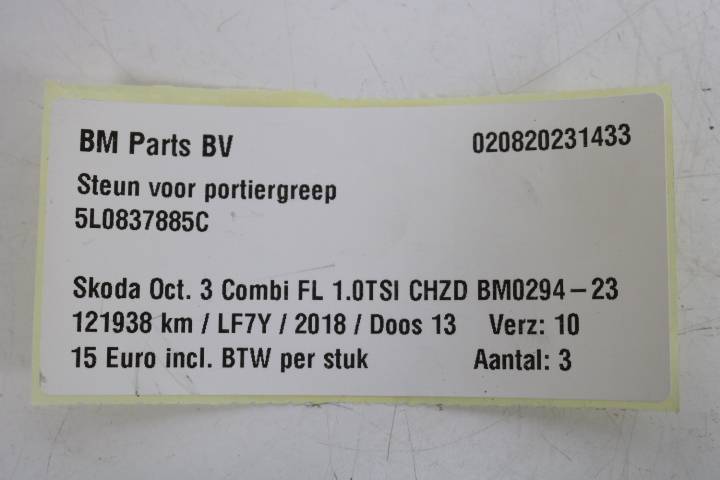 BM Parts BV 020820231433
Steun voor portiergreep
5L0837885C
Skoda Oct. 3 Combi FL 1.0TSI CHZD BM0294-23
121938 km / LF7Y / 2018 / Doos 13 Verz: 10
15 Euro incl. BTW per stuk Aantal: 3